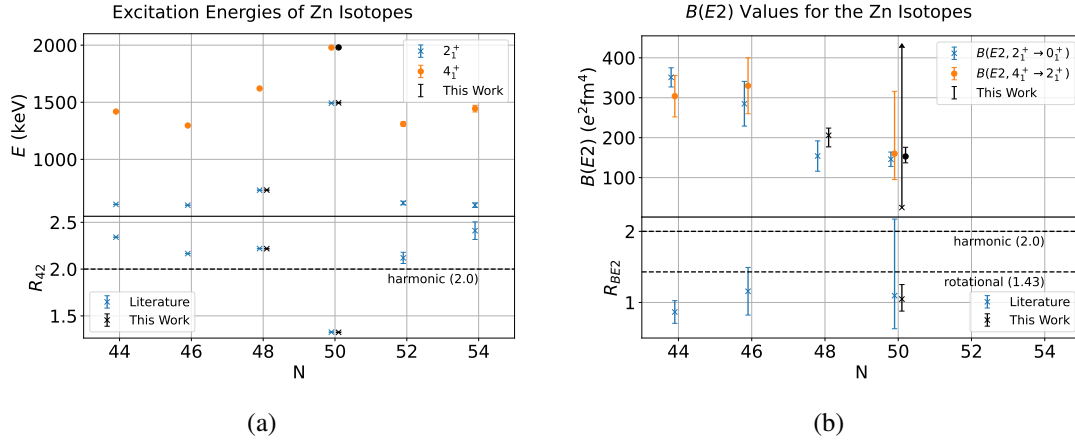 Excitation Energies of Zn Isotopes
2₁⁺
4₁⁺
This Work
E (keV)
2000
1500
1000
R₄₂
2.5
2.0
1.5
harmonic (2.0)
Literature
This Work
44 46 48 50 52 54
N
(a)
B(E2) Values for the Zn Isotopes
B(E2, 2₁⁺ → 0₁⁺)
B(E2, 4₁⁺ → 2₁⁺)
This Work
B(E2) (e²fm⁴)
400
300
200
100
R_BE2
2
1
harmonic (2.0)
rotational (1.43)
Literature
This Work
44 46 48 50 52 54
N
(b)